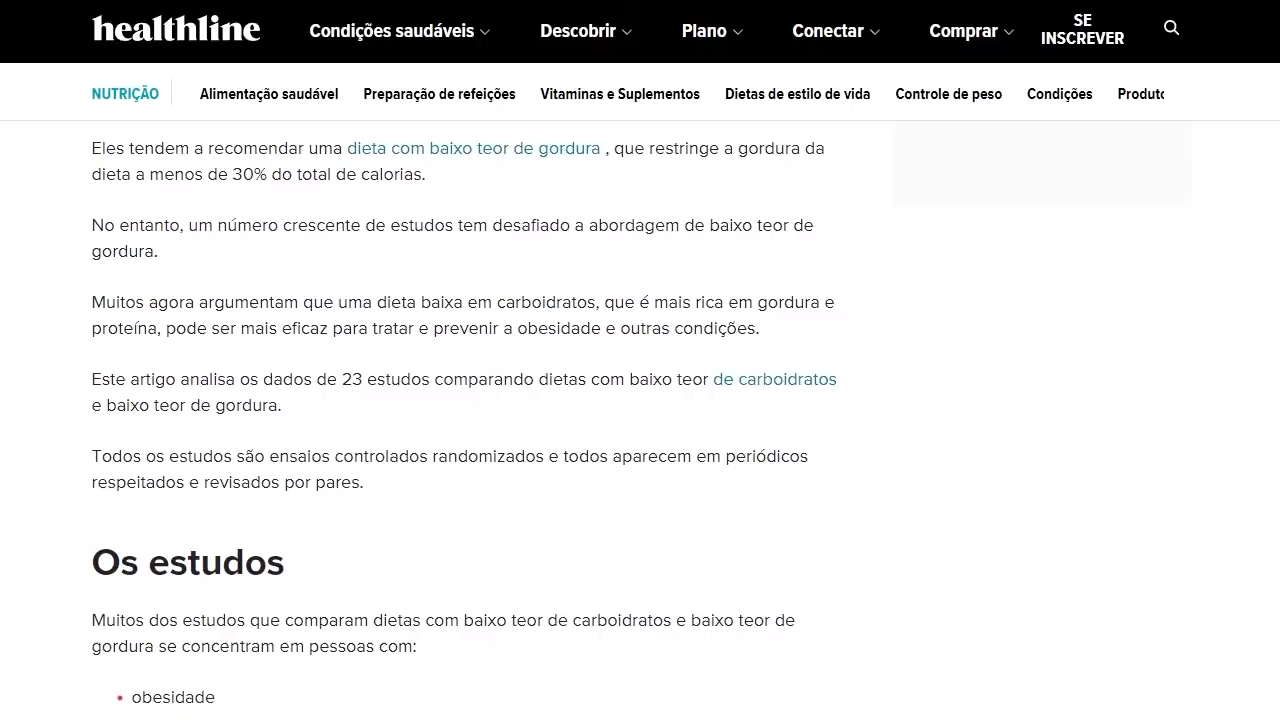 healthline
Condições saudáveis
Descobrir
Plano
Conectar
Comprar
SE
INSCREVER
NUTRIÇÃO
Alimentação saudável
Preparação de refeições
Vitaminas e Suplementos
Dietas de estilo de vida
Controle de peso
Condições
Eles tendem a recomendar uma dieta com baixo teor de gordura , que restringe a gordura da
dieta a menos de 30% do total de calorias.
No entanto, um número crescente de estudos tem desafiado a abordagem de baixo teor de
gordura.
Muitos agora argumentam que uma dieta baixa em carboidratos, que é mais rica em gordura e
proteína, pode ser mais eficaz para tratar e prevenir a obesidade e outras condições.
Este artigo analisa os dados de 23 estudos comparando dietas com baixo teor de carboidratos
e baixo teor de gordura.
Todos os estudos são ensaios controlados randomizados e todos aparecem em periódicos
respeitados e revisados por pares.
Os estudos
Muitos dos estudos que comparam dietas com baixo teor de carboidratos e baixo teor de
gordura se concentram em pessoas com:
• obesidade